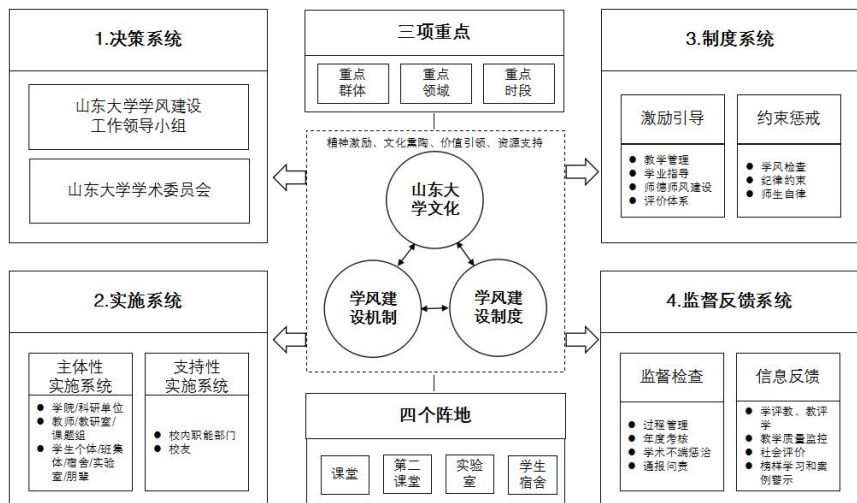 1.决策系统
山东大学学风建设
工作领导小组
山东大学学术委员会
2.实施系统
主体性
实施系统
● 学院/科研单位
● 教师/教研室/
课题组
● 学生个体/班集
体/宿舍/实验
室/朋辈
支持性
实施系统
● 校内职能部门
● 校友
三项重点
重点
群体
重点
领域
重点
时段
精神激励、文化熏陶、价值引领、资源支持
山东大
学文化
学风建
设机制
学风建
设制度
四个阵地
课堂
第二
课堂
实验
室
学生
宿舍
3.制度系统
激励引导
● 教学管理
● 学业指导
● 师德师风建设
● 评价体系
约束惩戒
● 学风检查
● 纪律约束
● 师生自律
4.监督反馈系统
监督检查
● 过程管理
● 年度考核
● 学术不端惩治
● 通报问责
信息反馈
● 学评教、教评
学
● 教学质量监控
● 社会评价
● 榜样学习和案
例警示